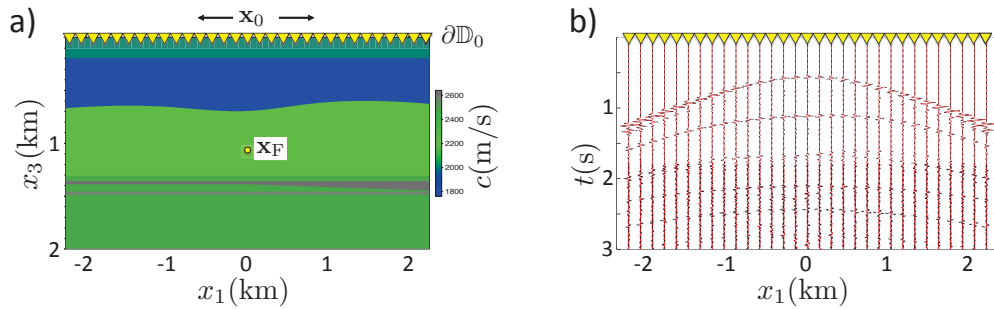 a)
x₀
∂𝔻₀
x₃(km)
1
2
x_F
2600
2400
2200
2000
1800
c(m/s)
-2 -1 0 1 2
x₁(km)
b)
t(s)
1
2
3
-2 -1 0 1 2
x₁(km)